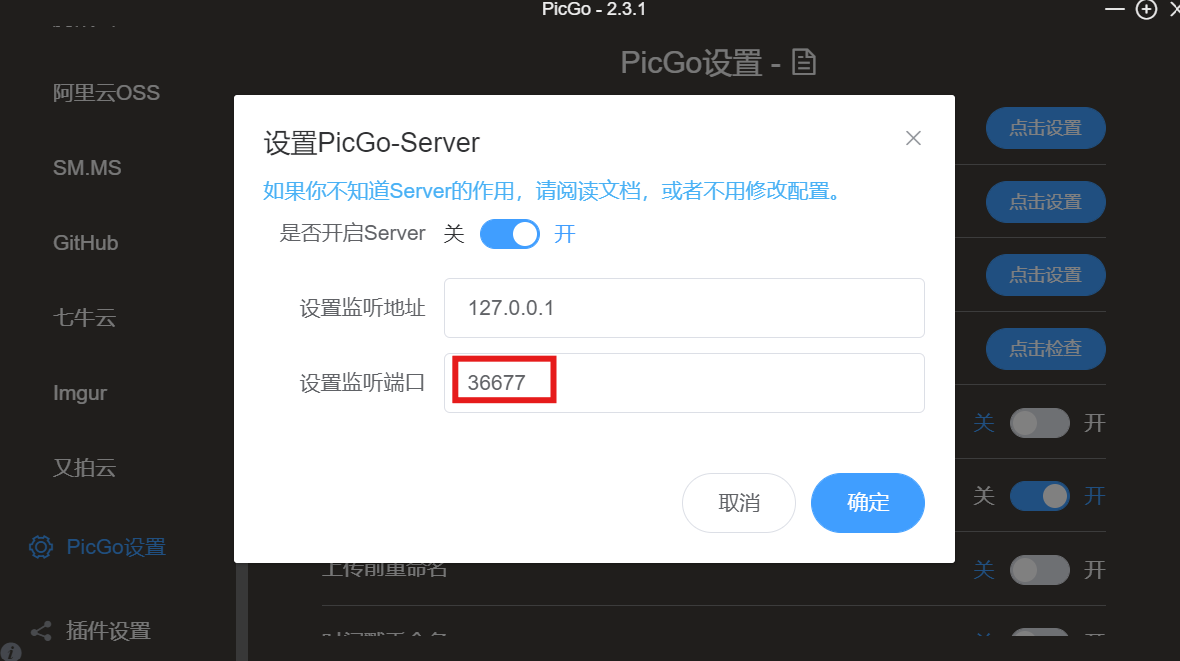 PicGo - 2.3.1
PicGo设置 -
阿里云OSS
SM.MS
GitHub
七牛云
Imgur
又拍云
PicGo设置
插件设置
设置PicGo-Server
如果你不知道Server的作用，请阅读文档，或者不用修改配置。
是否开启Server 关 开
设置监听地址 127.0.0.1
设置监听端口 36677
取消 确定
点击设置
点击设置
点击设置
点击检查
关 开
关 开
上传前重命名 关 开